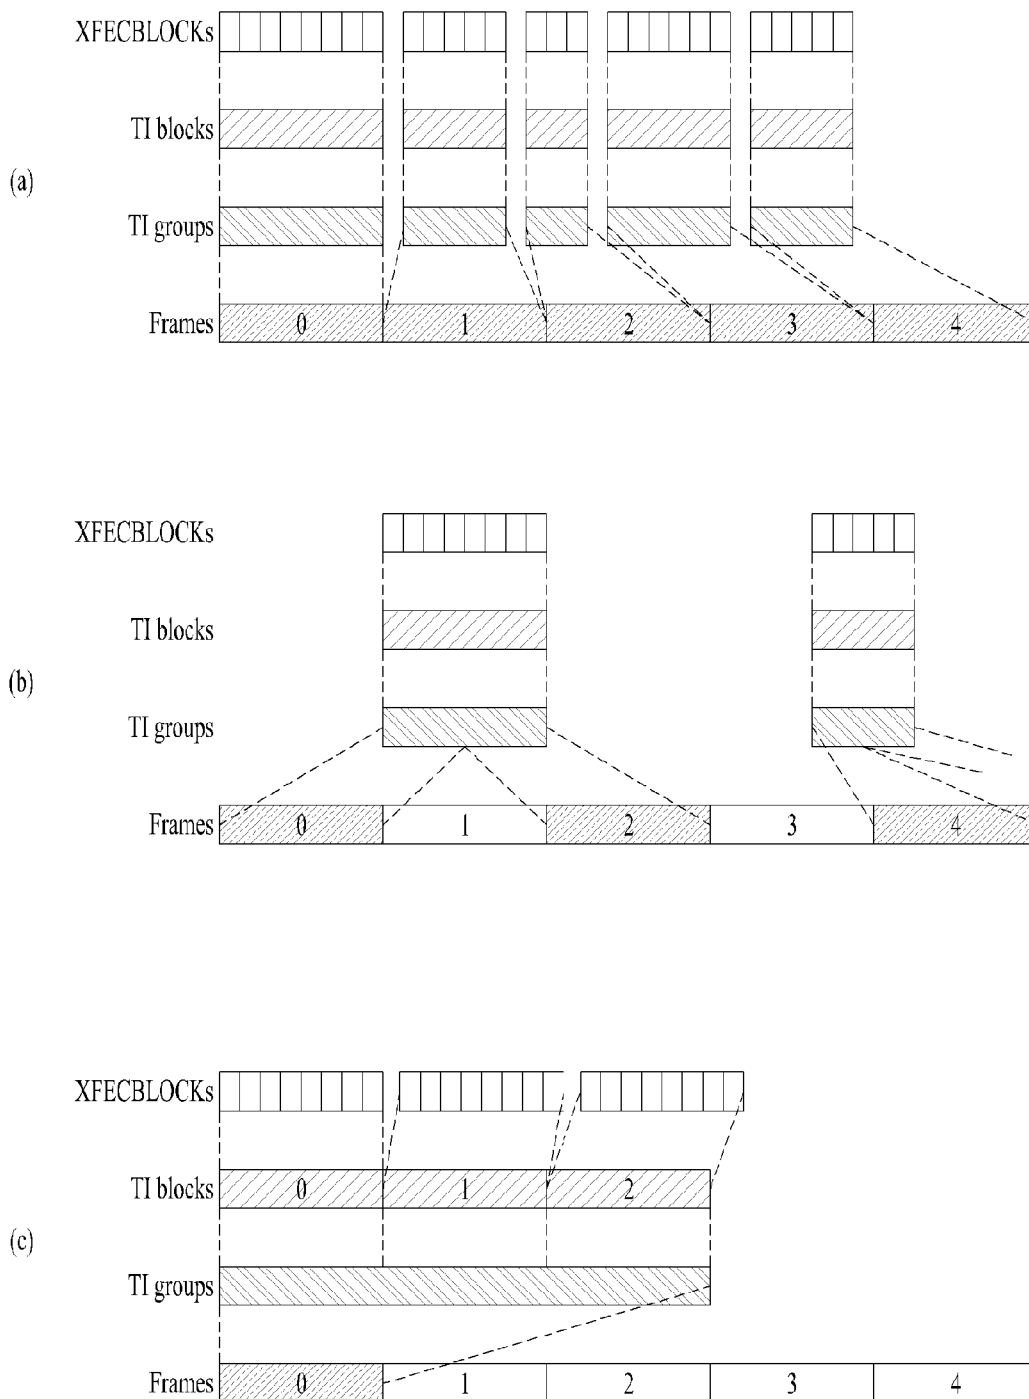 XFECBLOCKs
TI blocks
(a)
TI groups
Frames 0 1 2 3 4
XFECBLOCKs
TI blocks
(b)
TI groups
Frames 0 1 2 3 4
XFECBLOCKs
TI blocks 0 1 2
(c)
TI groups
Frames 0 1 2 3 4